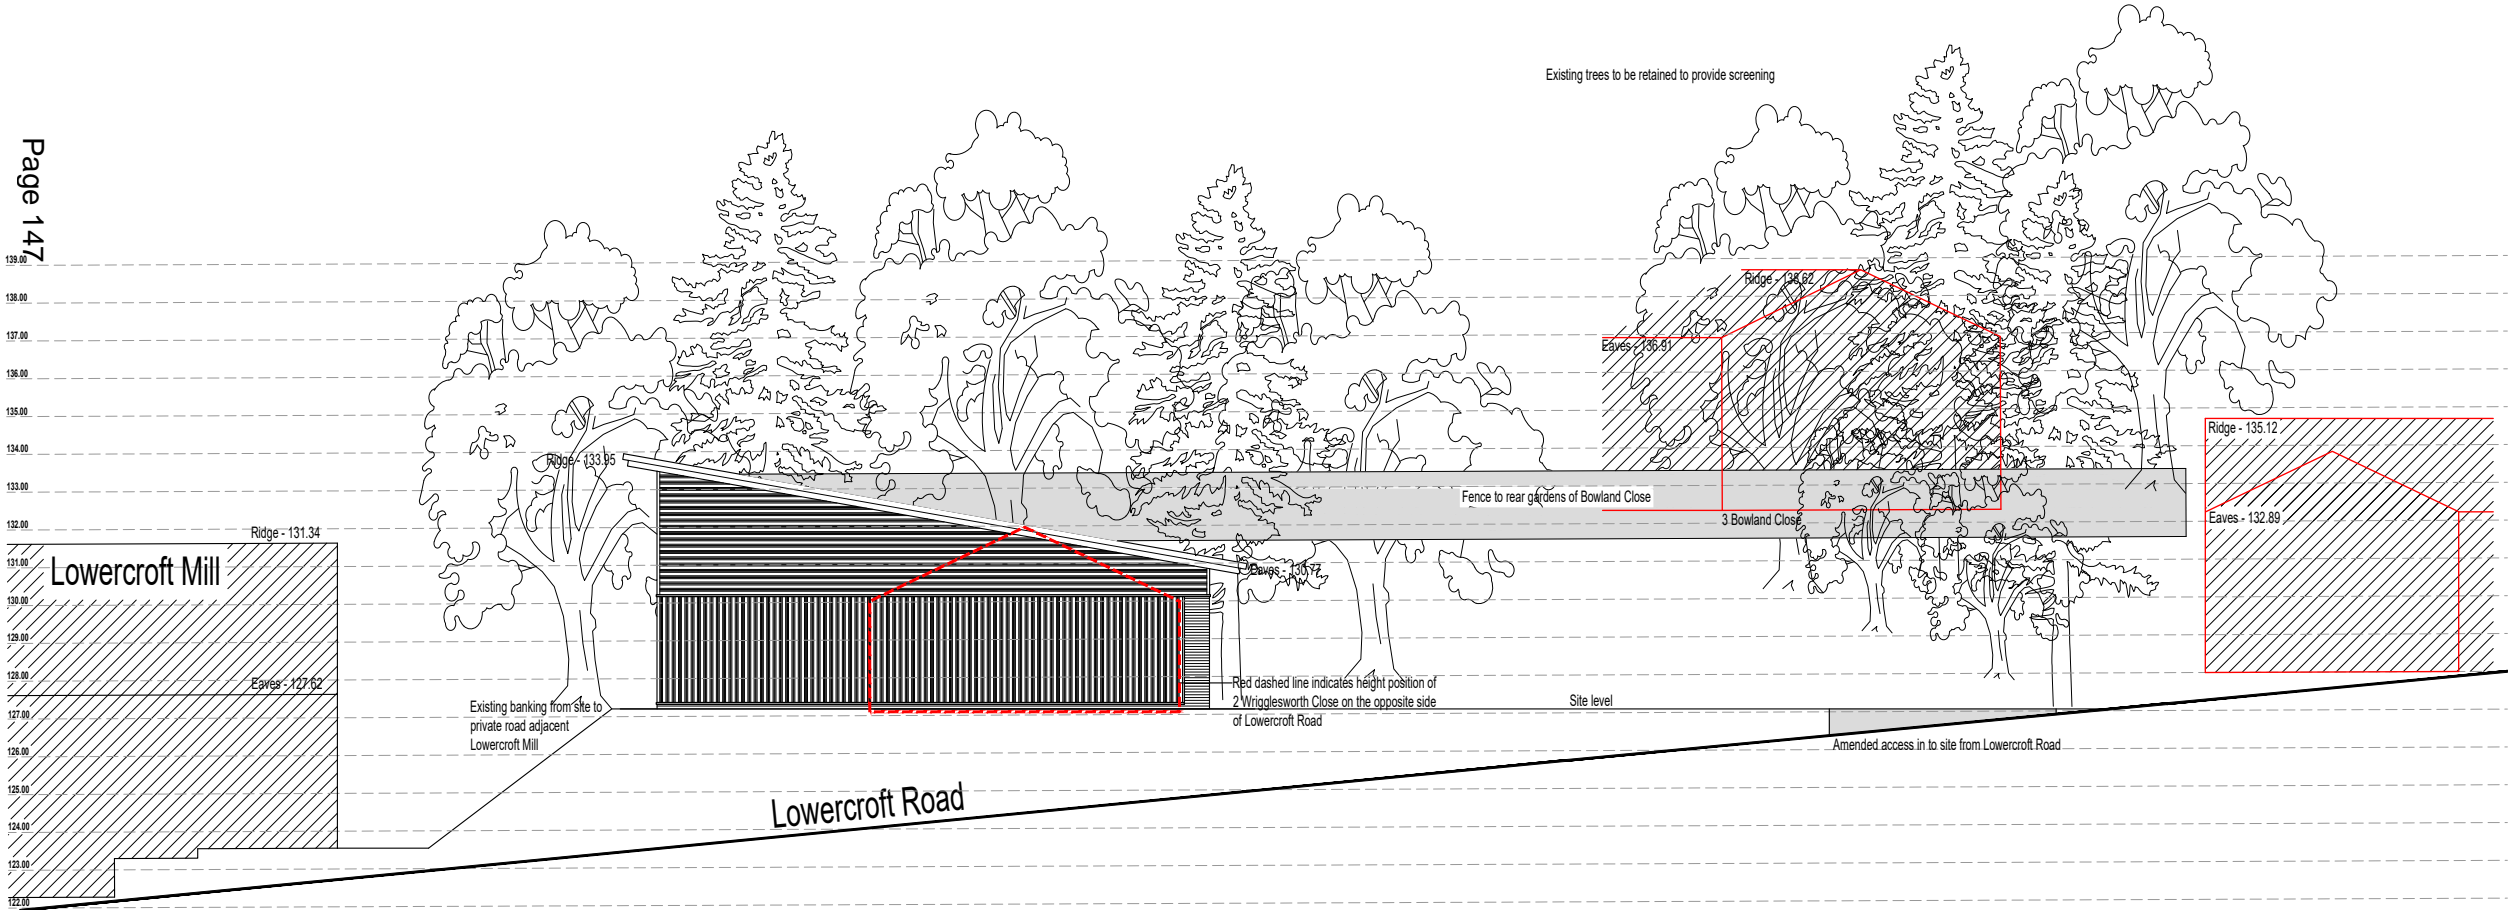 Page 147
Existing trees to be retained to provide screening
139.00
138.00
137.00
136.00
135.00
134.00
133.00
132.00
131.00
130.00
129.00
128.00
127.00
126.00
125.00
124.00
123.00
122.00
Ridge - 138.62
Eaves - 136.91
Ridge - 135.12
Eaves - 132.89
Ridge - 133.95
Fence to rear gardens of Bowland Close
3 Bowland Close
Ridge - 131.34
Lowercroft Mill
Eaves - 130.77
Eaves - 127.62
Existing banking from site to
private road adjacent
Lowercroft Mill
Red dashed line indicates height position of
2 Wrigglesworth Close on the opposite side
of Lowercroft Road
Site level
Amended access in to site from Lowercroft Road
Lowercroft Road